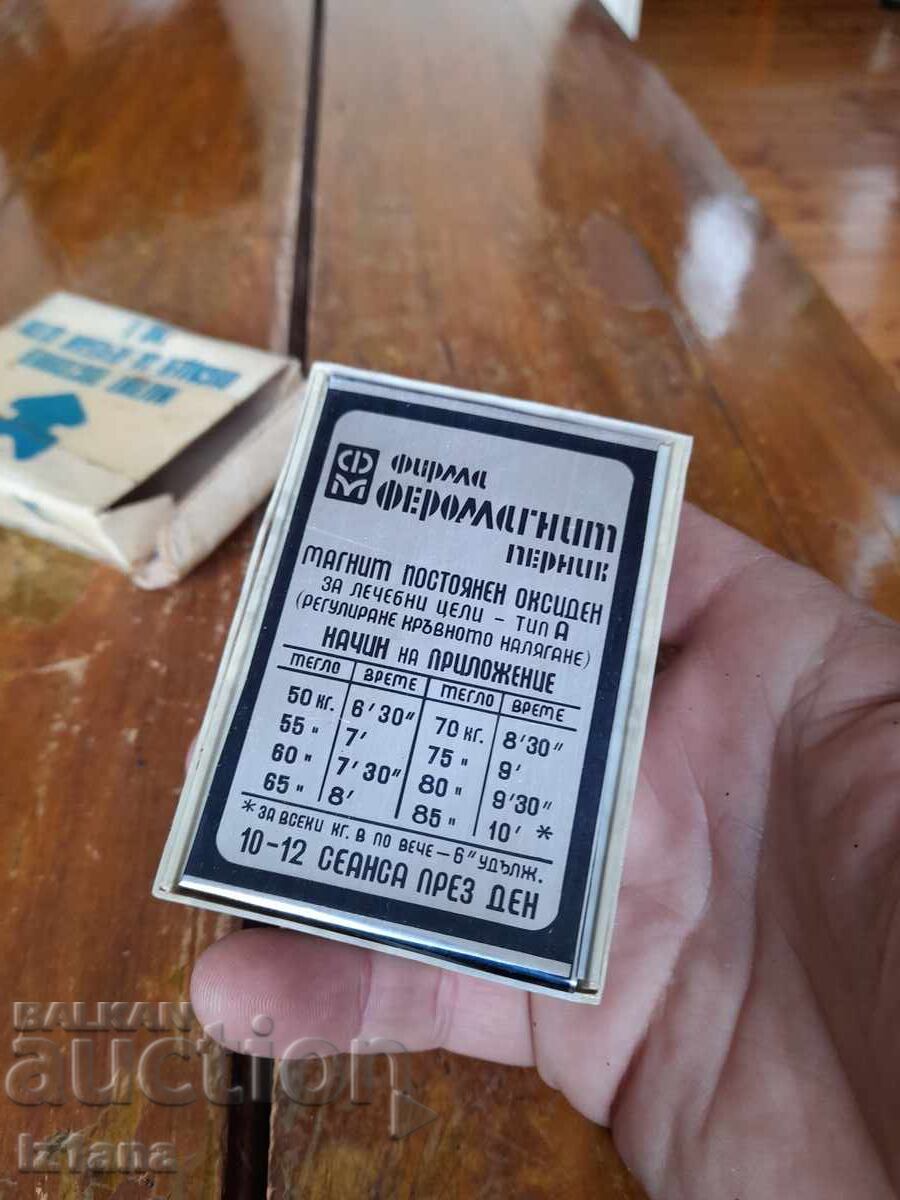 ФМ
ФИРМА
ФЕРОМАГНИТ
ПЕРНИК
МАГНИТ ПОСТОЯНЕН ОКСИДЕН
ЗА ЛЕЧЕБНИ ЦЕЛИ – ТИП А
(РЕГУЛИРАНЕ КРЪВНОТО НАЛЯГАНЕ)
НАЧИН НА ПРИЛОЖЕНИЕ
ТЕГЛО ВРЕМЕ ТЕГЛО ВРЕМЕ
50 КГ. 6'30" 70 КГ. 8'30"
55 " 7' 75 " 9'
60 " 7'30" 80 " 9'30"
65 " 8' 85 " 10' *
* ЗА ВСЕКИ КГ. В ПО ВЕЧЕ – 6" УДЪЛЖ.
10-12 СЕАНСА ПРЕЗ ДЕН
BALKAN
auction
Izfana